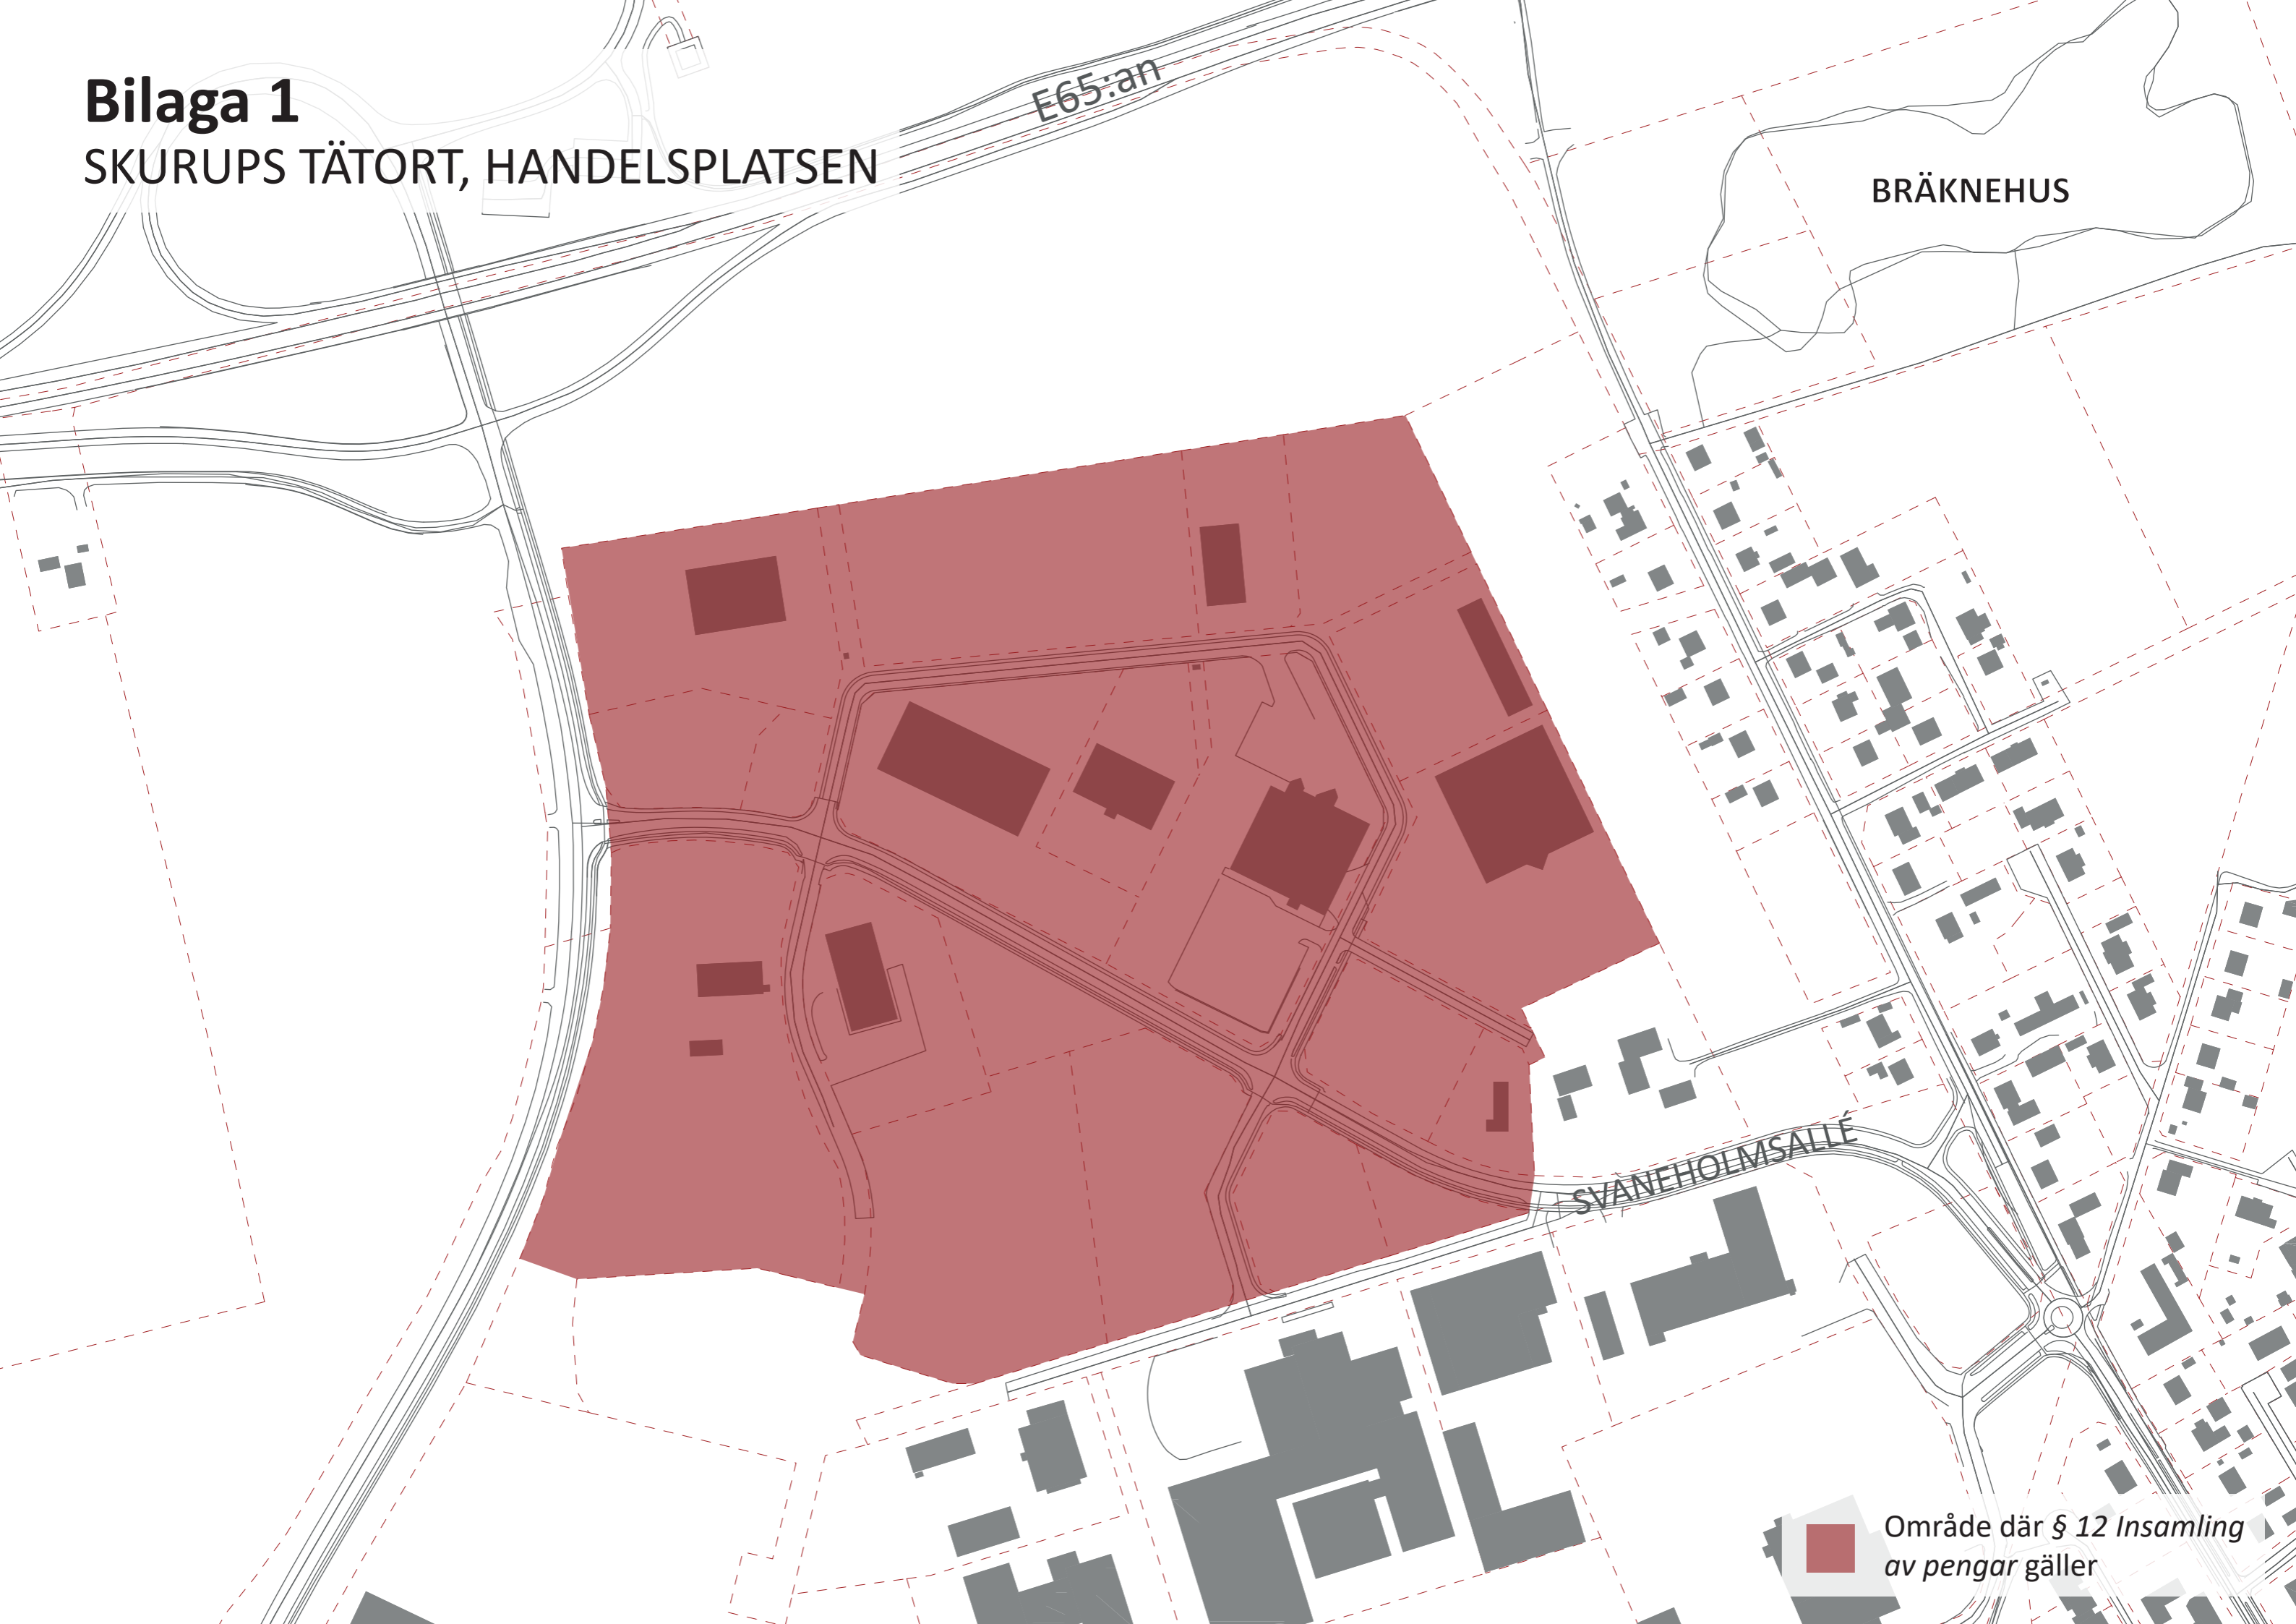 Bilaga 1
SKURUPS TÄTORT, HANDELSPLATSEN
E65:an
BRÄKNEHUS
SVANEHOLMSALLÉ
Område där § 12 Insamling
av pengar gäller